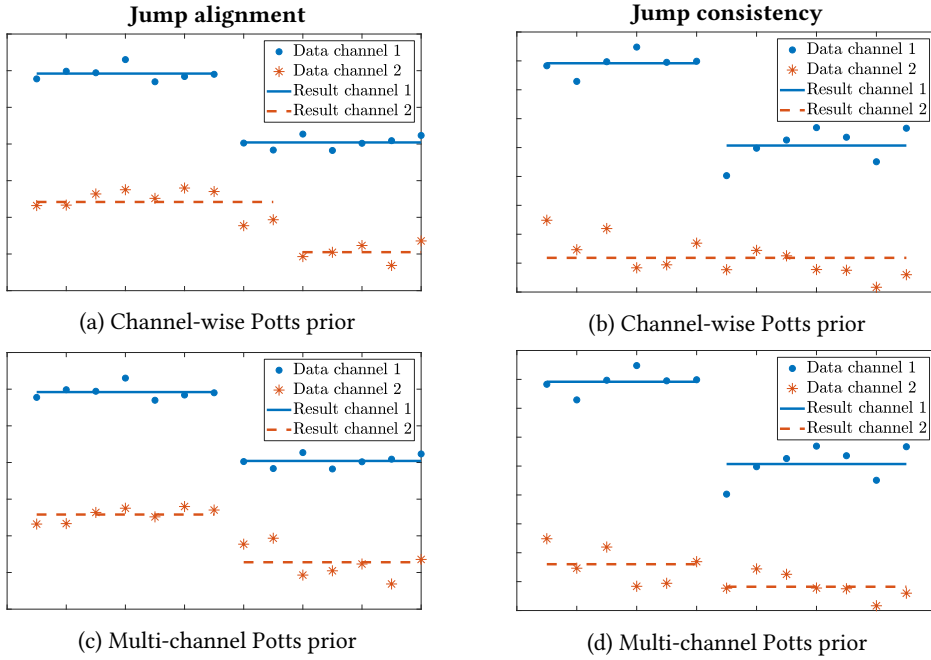 Jump alignment
Jump consistency
Data channel 1
Data channel 2
Result channel 1
Result channel 2
Data channel 1
Data channel 2
Result channel 1
Result channel 2
(a) Channel-wise Potts prior
(b) Channel-wise Potts prior
Data channel 1
Data channel 2
Result channel 1
Result channel 2
Data channel 1
Data channel 2
Result channel 1
Result channel 2
(c) Multi-channel Potts prior
(d) Multi-channel Potts prior